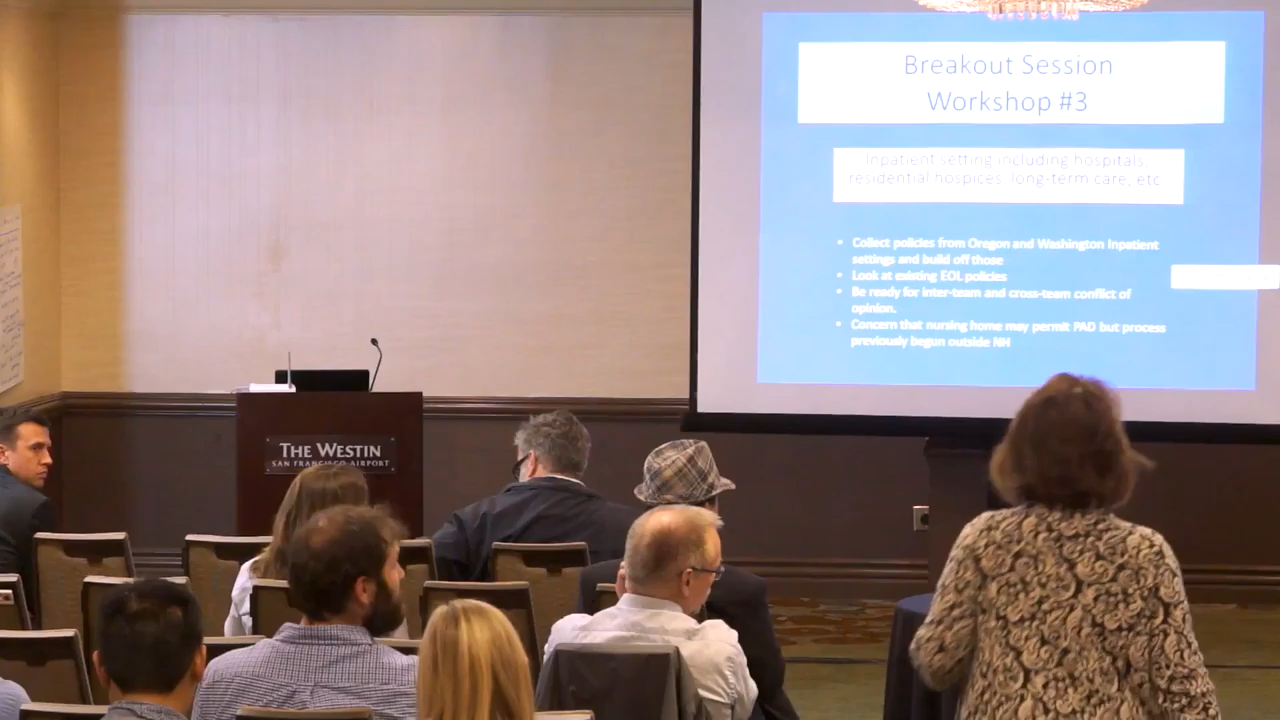 Breakout Session
Workshop #3
Inpatient setting including hospitals,
residential hospices, long-term care, etc
• Collect policies from Oregon and Washington Inpatient
settings and build off those
• Look at existing EOL policies
• Be ready for inter-team and cross-team conflict of
opinion.
• Concern that nursing home may permit PAD but process
previously begun outside NH
THE WESTIN
SAN FRANCISCO AIRPORT